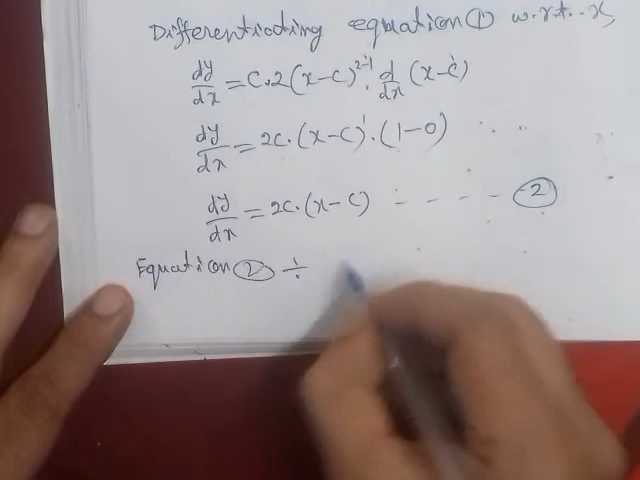 Differentiating equation ① w.r.t. x,
dy/dx = C.2(x-c)²⁻¹. d/dx (x-c)
dy/dx = 2C.(x-c)¹.(1-0)
dy/dx = 2C.(x-c) - - - - ②
Equation ② ÷